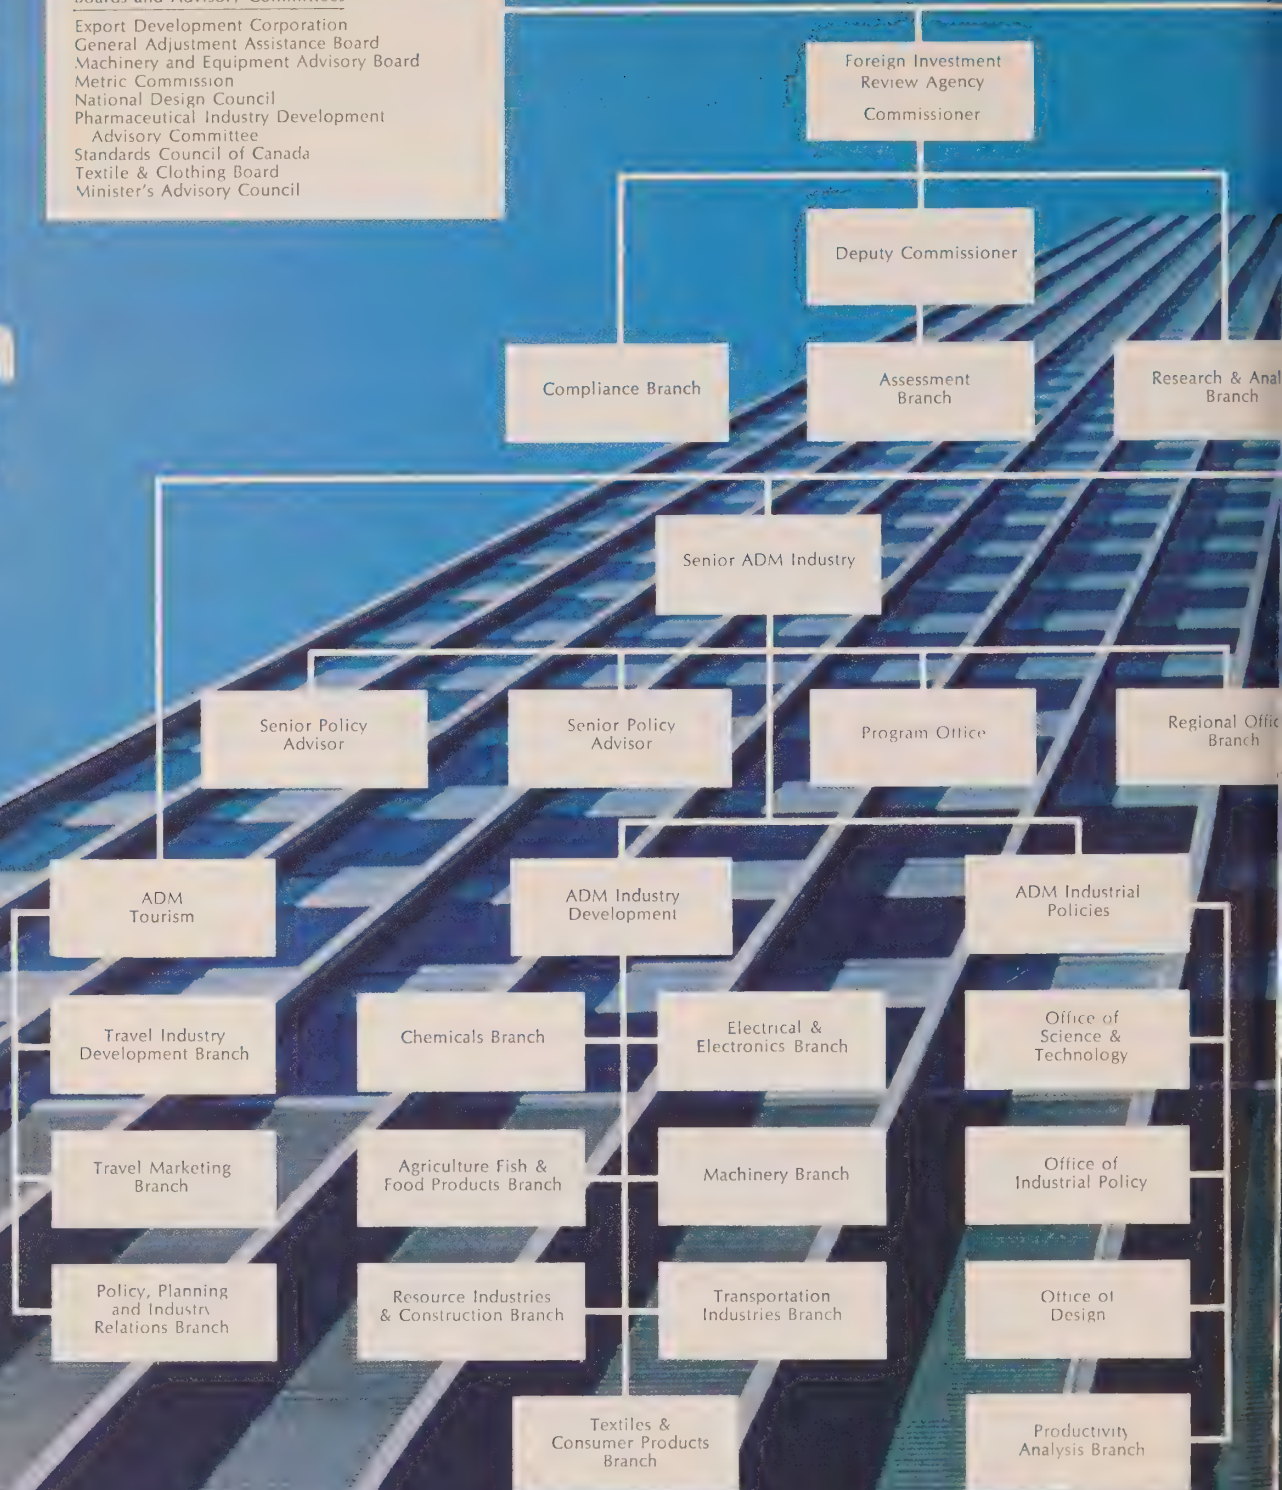 Boards and Advisory Committees
Export Development Corporation
General Adjustment Assistance Board
Machinery and Equipment Advisory Board
Metric Commission
National Design Council
Pharmaceutical Industry Development
Advisory Committee
Standards Council of Canada
Textile & Clothing Board
Minister's Advisory Council
Foreign Investment
Review Agency
Commissioner
Deputy Commissioner
Compliance Branch
Assessment
Branch
Research & Anal
Branch
Senior ADM Industry
Senior Policy
Advisor
Senior Policy
Advisor
Program Office
Regional Offic
Branch
ADM
Tourism
ADM Industry
Development
ADM Industrial
Policies
Travel Industry
Development Branch
Chemicals Branch
Electrical &
Electronics Branch
Office of
Science &
Technology
Travel Marketing
Branch
Agriculture Fish &
Food Products Branch
Machinery Branch
Office of
Industrial Policy
Policy, Planning
and Industry
Relations Branch
Resource Industries
& Construction Branch
Transportation
Industries Branch
Office of
Design
Textiles &
Consumer Products
Branch
Productivity
Analysis Branch